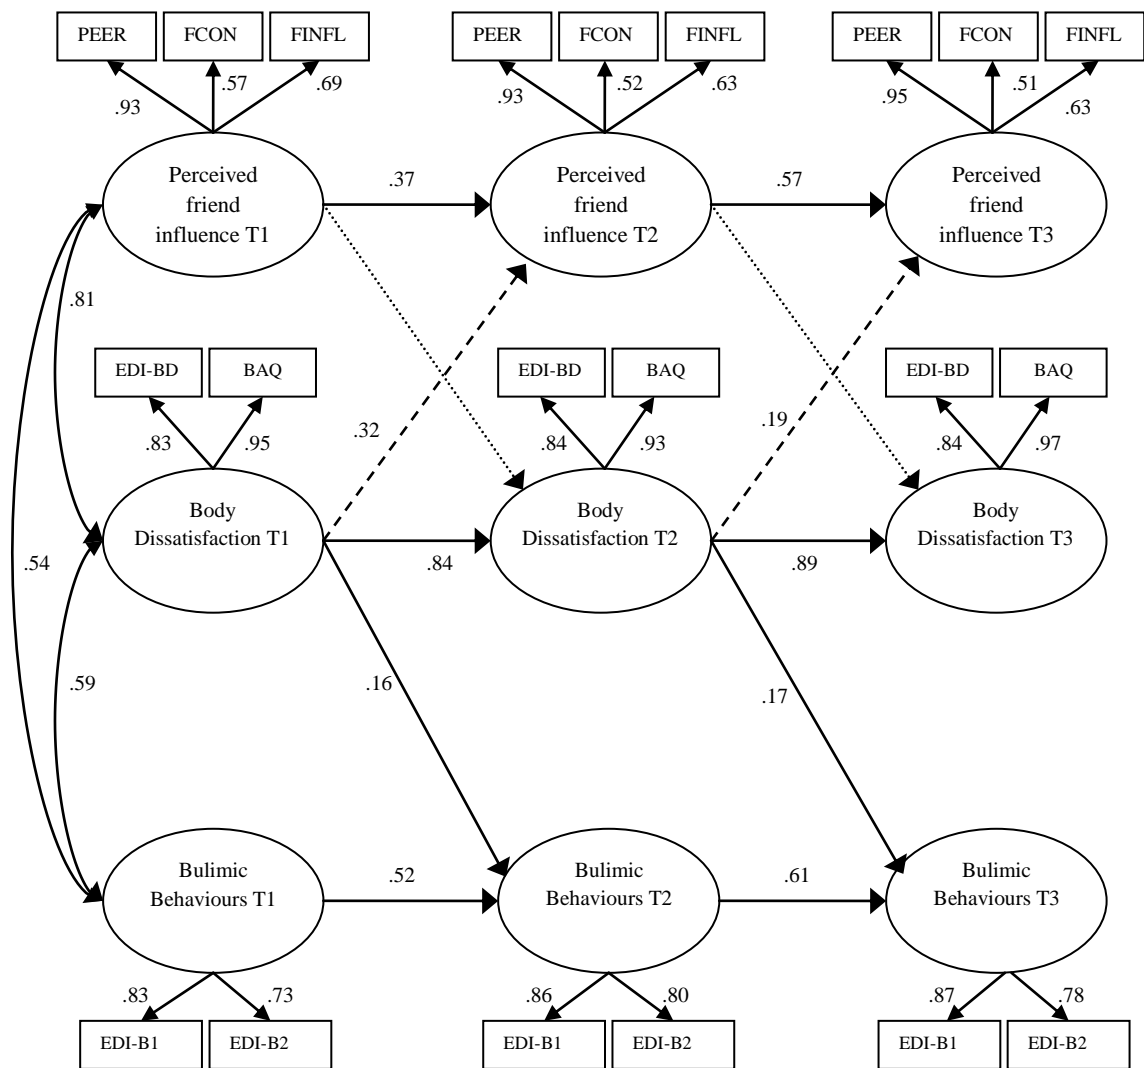 PEER
FCON
FINFL
PEER
FCON
FINFL
PEER
FCON
FINFL
.93
.57
.69
.93
.52
.63
.95
.51
.63
Perceived
friend
influence T1
.37
Perceived
friend
influence T2
.57
Perceived
friend
influence T3
.81
EDI-BD
BAQ
EDI-BD
BAQ
EDI-BD
BAQ
.83
.95
.32
.84
.93
.19
.84
.97
Body
Dissatisfaction T1
.84
Body
Dissatisfaction T2
.89
Body
Dissatisfaction T3
.54
.59
.16
.17
Bulimic
Behaviours T1
.52
Bulimic
Behaviours T2
.61
Bulimic
Behaviours T3
.83
.73
.86
.80
.87
.78
EDI-B1
EDI-B2
EDI-B1
EDI-B2
EDI-B1
EDI-B2